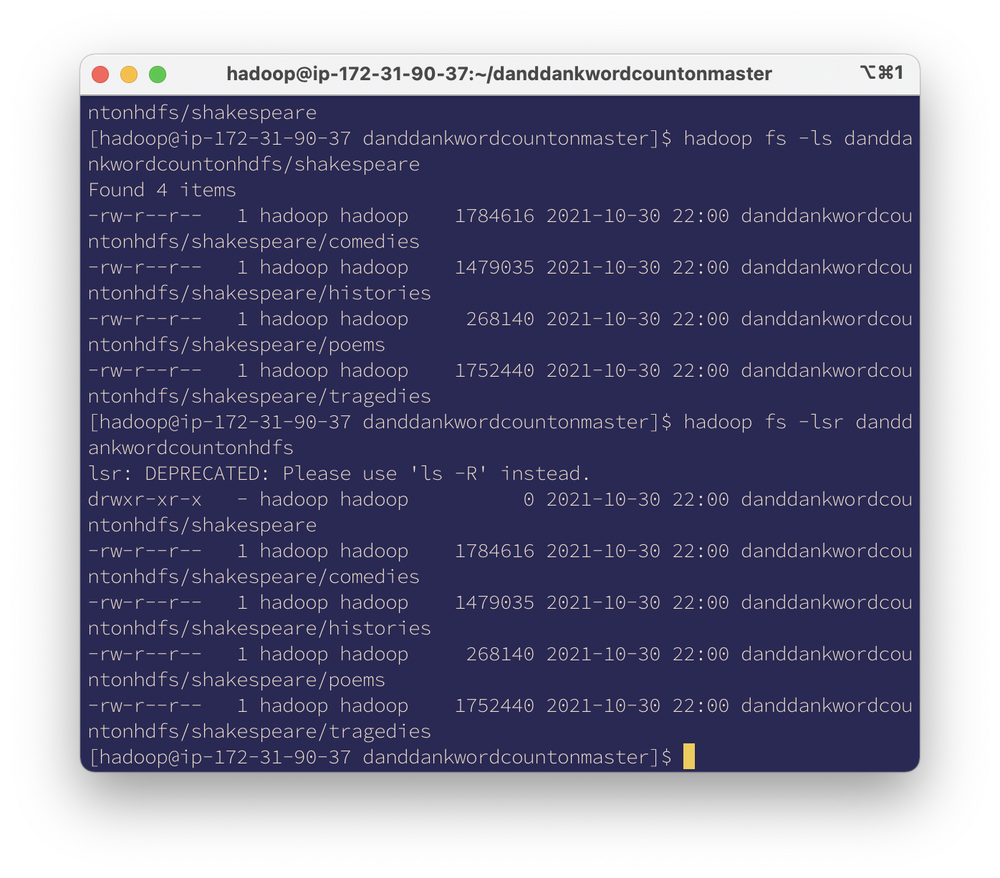 hadoop@ip-172-31-90-37:~/danddankwordcountonmaster ⌥⌘1
ntonhdfs/shakespeare
[hadoop@ip-172-31-90-37 danddankwordcountonmaster]$ hadoop fs -ls dandda
nkwordcountonhdfs/shakespeare
Found 4 items
-rw-r--r--   1 hadoop hadoop    1784616 2021-10-30 22:00 danddankwordcou
ntonhdfs/shakespeare/comedies
-rw-r--r--   1 hadoop hadoop    1479035 2021-10-30 22:00 danddankwordcou
ntonhdfs/shakespeare/histories
-rw-r--r--   1 hadoop hadoop     268140 2021-10-30 22:00 danddankwordcou
ntonhdfs/shakespeare/poems
-rw-r--r--   1 hadoop hadoop    1752440 2021-10-30 22:00 danddankwordcou
ntonhdfs/shakespeare/tragedies
[hadoop@ip-172-31-90-37 danddankwordcountonmaster]$ hadoop fs -lsr dandd
ankwordcountonhdfs
lsr: DEPRECATED: Please use 'ls -R' instead.
drwxr-xr-x   - hadoop hadoop          0 2021-10-30 22:00 danddankwordcou
ntonhdfs/shakespeare
-rw-r--r--   1 hadoop hadoop    1784616 2021-10-30 22:00 danddankwordcou
ntonhdfs/shakespeare/comedies
-rw-r--r--   1 hadoop hadoop    1479035 2021-10-30 22:00 danddankwordcou
ntonhdfs/shakespeare/histories
-rw-r--r--   1 hadoop hadoop     268140 2021-10-30 22:00 danddankwordcou
ntonhdfs/shakespeare/poems
-rw-r--r--   1 hadoop hadoop    1752440 2021-10-30 22:00 danddankwordcou
ntonhdfs/shakespeare/tragedies
[hadoop@ip-172-31-90-37 danddankwordcountonmaster]$